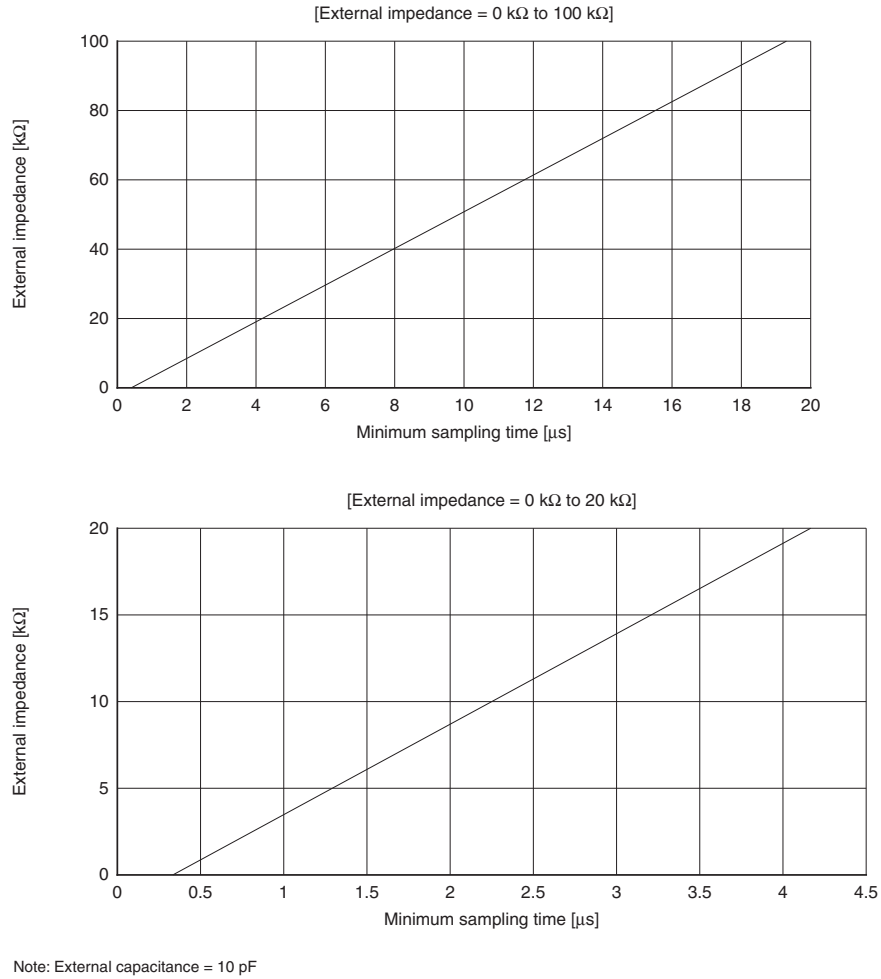 [External impedance = 0 kΩ to 100 kΩ]
External impedance [kΩ]
100
80
60
40
20
0
0 2 4 6 8 10 12 14 16 18 20
Minimum sampling time [µs]
[External impedance = 0 kΩ to 20 kΩ]
External impedance [kΩ]
20
15
10
5
0
0 0.5 1 1.5 2 2.5 3 3.5 4 4.5
Minimum sampling time [µs]
Note: External capacitance = 10 pF